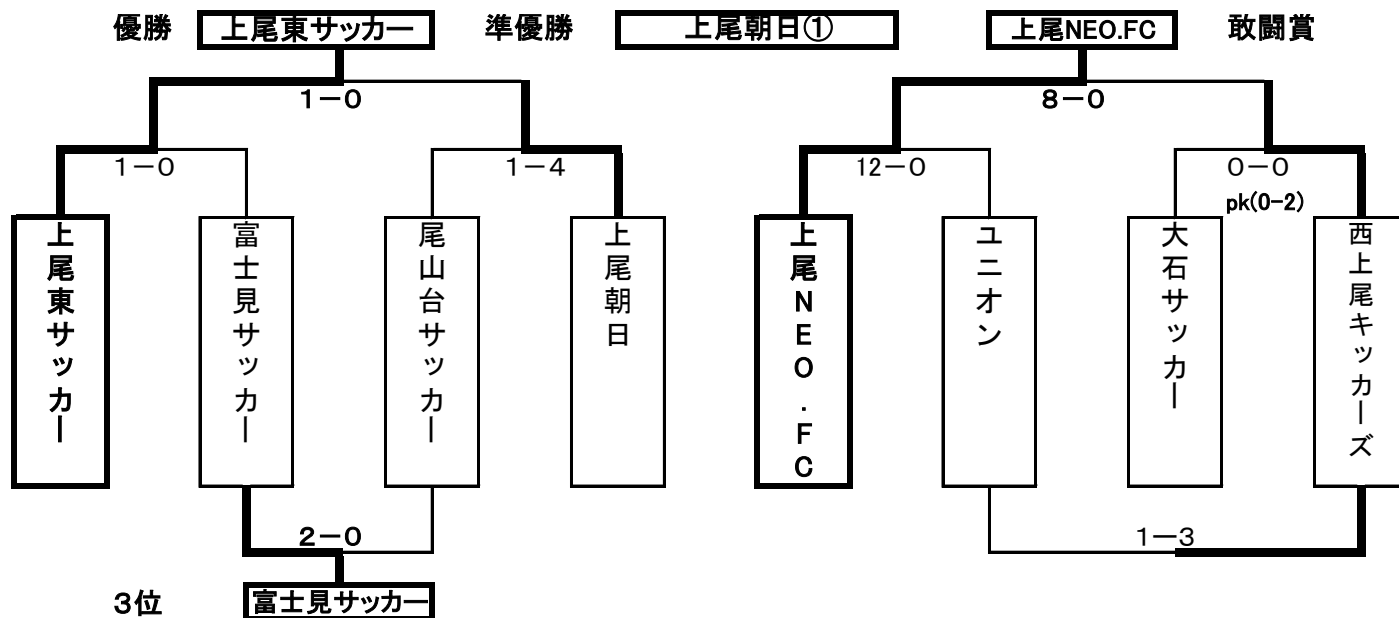 優勝 上尾東サッカー 準優勝 上尾朝日① 上尾NEO.FC 敢闘賞
1－0 8－0
1－0 1－4 12－0 0－0
pk(0-2)
上尾東サッカー
富士見サッカー
尾山台サッカー
上尾朝日
上尾NEO.FC
ユニオン
大石サッカー
西上尾キッカーズ
2－0 1－3
3位 富士見サッカー